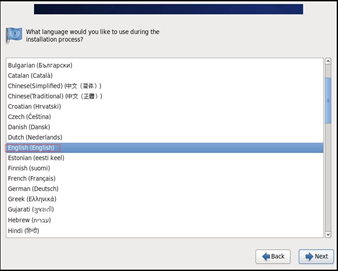 What language would you like to use during the
installation process?
Bulgarian (Български)
Catalan (Català)
Chinese(Simplified) (中文（简体）)
Chinese(Traditional) (中文（正體）)
Croatian (Hrvatski)
Czech (Čeština)
Danish (Dansk)
Dutch (Nederlands)
English (English)
Estonian (eesti keel)
Finnish (suomi)
French (Français)
German (Deutsch)
Greek (Ελληνικά)
Gujarati (ગુજરાતી)
Hebrew (עברית)
Hindi (हिन्दी)
Back
Next